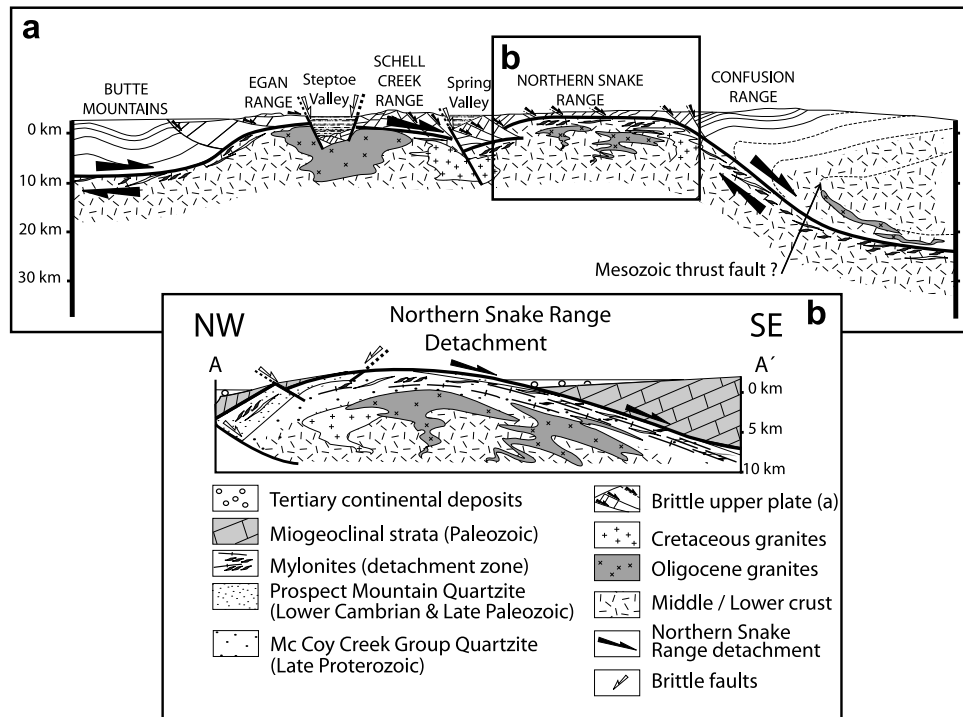 a
b
BUTTE
MOUNTAINS
EGAN
RANGE
Steptoe
Valley
SCHELL
CREEK
RANGE
Spring
Valley
NORTHERN SNAKE
RANGE
CONFUSION
RANGE
0 km
10 km
20 km
30 km
Mesozoic thrust fault ?
b
NW
Northern Snake Range
Detachment
SE
A
A´
0 km
5 km
10 km
Tertiary continental deposits
Miogeoclinal strata (Paleozoic)
Mylonites (detachment zone)
Prospect Mountain Quartzite
(Lower Cambrian & Late Paleozoic)
Mc Coy Creek Group Quartzite
(Late Proterozoic)
Brittle upper plate (a)
Cretaceous granites
Oligocene granites
Middle / Lower crust
Northern Snake
Range detachment
Brittle faults